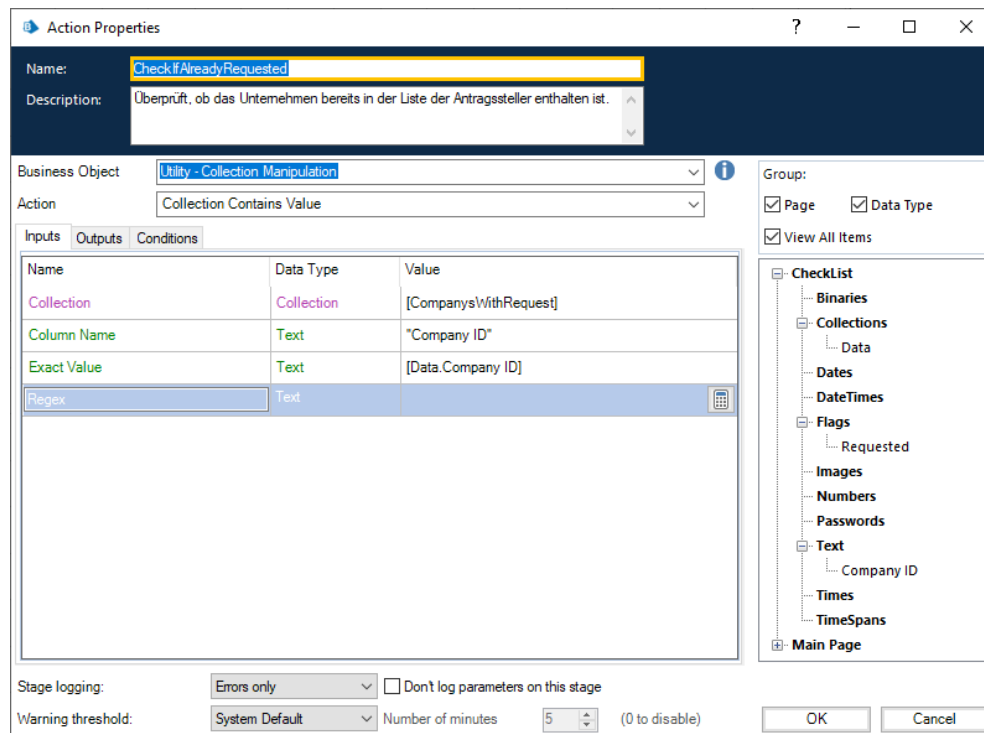 Action Properties
?
Name:
CheckIfAlreadyRequested
Description:
Überprüft, ob das Unternehmen bereits in der Liste der Antragssteller enthalten ist.
Business Object
Utility - Collection Manipulation
i
Action
Collection Contains Value
Inputs Outputs Conditions
Name Data Type Value
Collection Collection [CompanysWithRequest]
Column Name Text "Company ID"
Exact Value Text [Data.Company ID]
Regex Text
Group:
Page Data Type
View All Items
CheckList
Binaries
Collections
Data
Dates
DateTimes
Flags
Requested
Images
Numbers
Passwords
Text
Company ID
Times
TimeSpans
Main Page
Stage logging: Errors only Don't log parameters on this stage
Warning threshold: System Default Number of minutes 5 (0 to disable)
OK Cancel